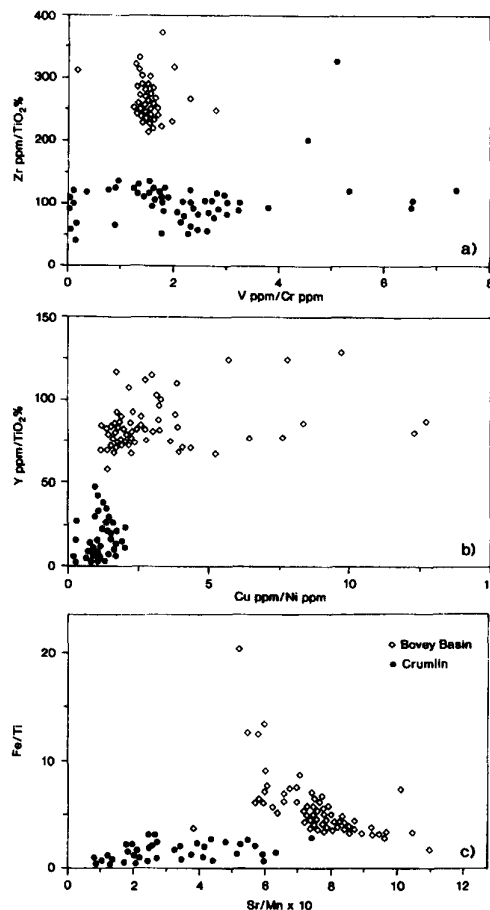 400
300
200
100
0
Zr ppm/TiO2%
a)
0
2
4
6
8
V ppm/Cr ppm
150
100
50
0
Y ppm/TiO2%
b)
0
5
10
15
Cu ppm/Ni ppm
20
10
0
Fe/Ti
Bovey Basin
Crumlin
c)
0
2
4
6
8
10
12
Sr/Mn x 10